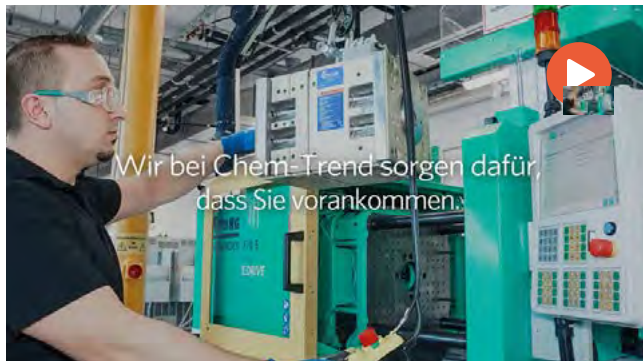 Wir bei Chem-Trend sorgen dafür,
dass Sie vorankommen.